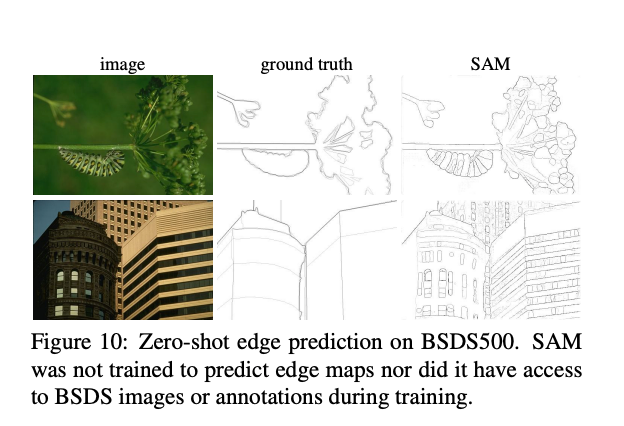 image ground truth SAM
Figure 10: Zero-shot edge prediction on BSDS500. SAM
was not trained to predict edge maps nor did it have access
to BSDS images or annotations during training.